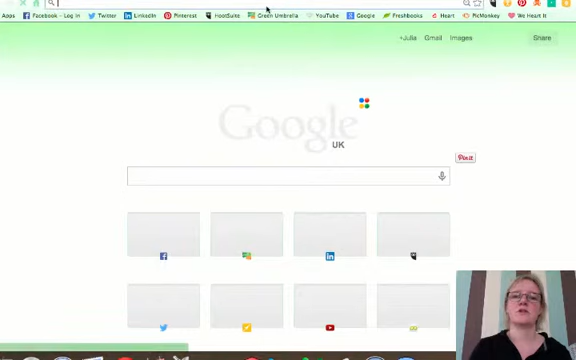 Apps Facebook - Log In Twitter LinkedIn Pinterest HootSuite Green Umbrella YouTube Google Freshbooks Heart PicMonkey We Heart It
+Julia Gmail Images Share
Google
UK
Pin it